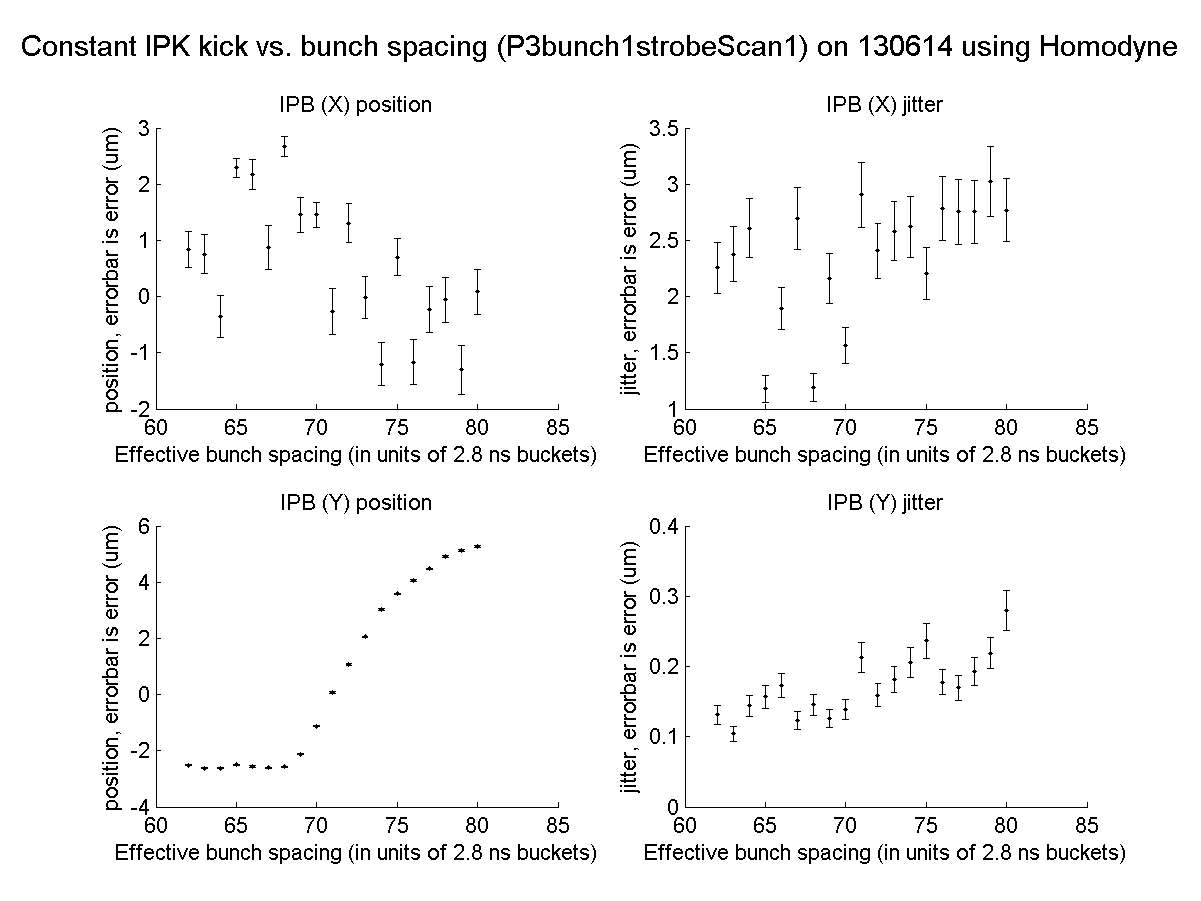 Constant IPK kick vs. bunch spacing (P3bunch1strobeScan1) on 130614 using Homodyne
IPB (X) position
position, errorbar is error (um)
3
2
1
0
-1
-2
60 65 70 75 80 85
Effective bunch spacing (in units of 2.8 ns buckets)
IPB (X) jitter
jitter, errorbar is error (um)
3.5
3
2.5
2
1.5
1
60 65 70 75 80 85
Effective bunch spacing (in units of 2.8 ns buckets)
IPB (Y) position
position, errorbar is error (um)
6
4
2
0
-2
-4
60 65 70 75 80 85
Effective bunch spacing (in units of 2.8 ns buckets)
IPB (Y) jitter
jitter, errorbar is error (um)
0.4
0.3
0.2
0.1
0
60 65 70 75 80 85
Effective bunch spacing (in units of 2.8 ns buckets)